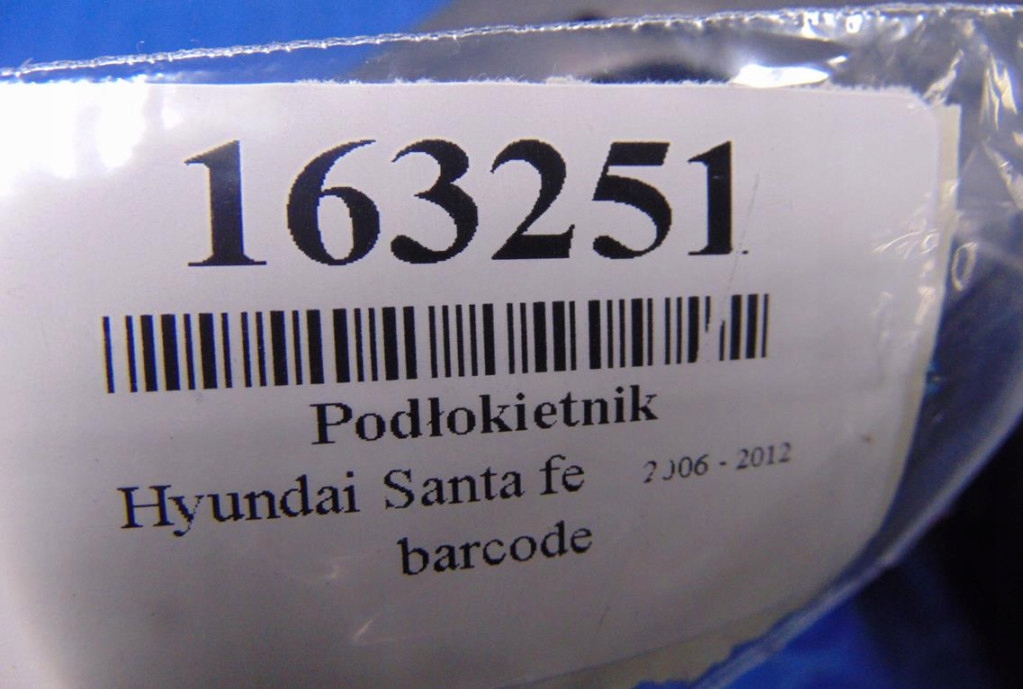 163251
Podłokietnik
Hyundai Santa fe 2006 - 2012
barcode